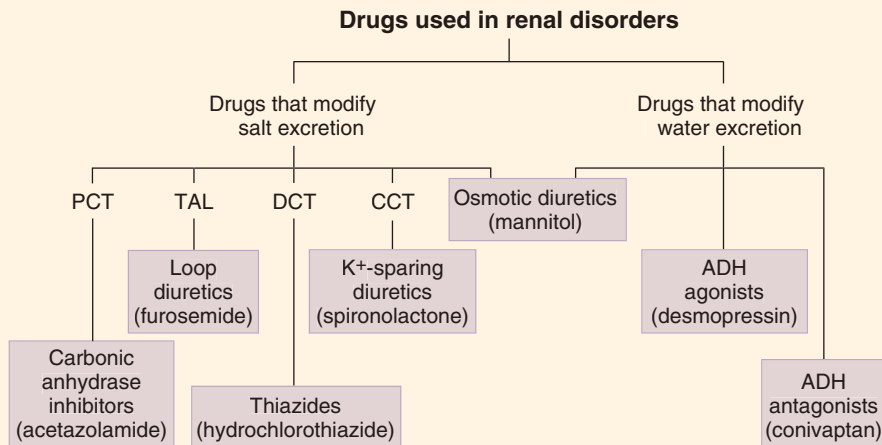 Drugs used in renal disorders
Drugs that modify
salt excretion
Drugs that modify
water excretion
PCT
TAL
DCT
CCT
Osmotic diuretics
(mannitol)
Loop
diuretics
(furosemide)
K+-sparing
diuretics
(spironolactone)
ADH
agonists
(desmopressin)
Carbonic
anhydrase
inhibitors
(acetazolamide)
Thiazides
(hydrochlorothiazide)
ADH
antagonists
(conivaptan)